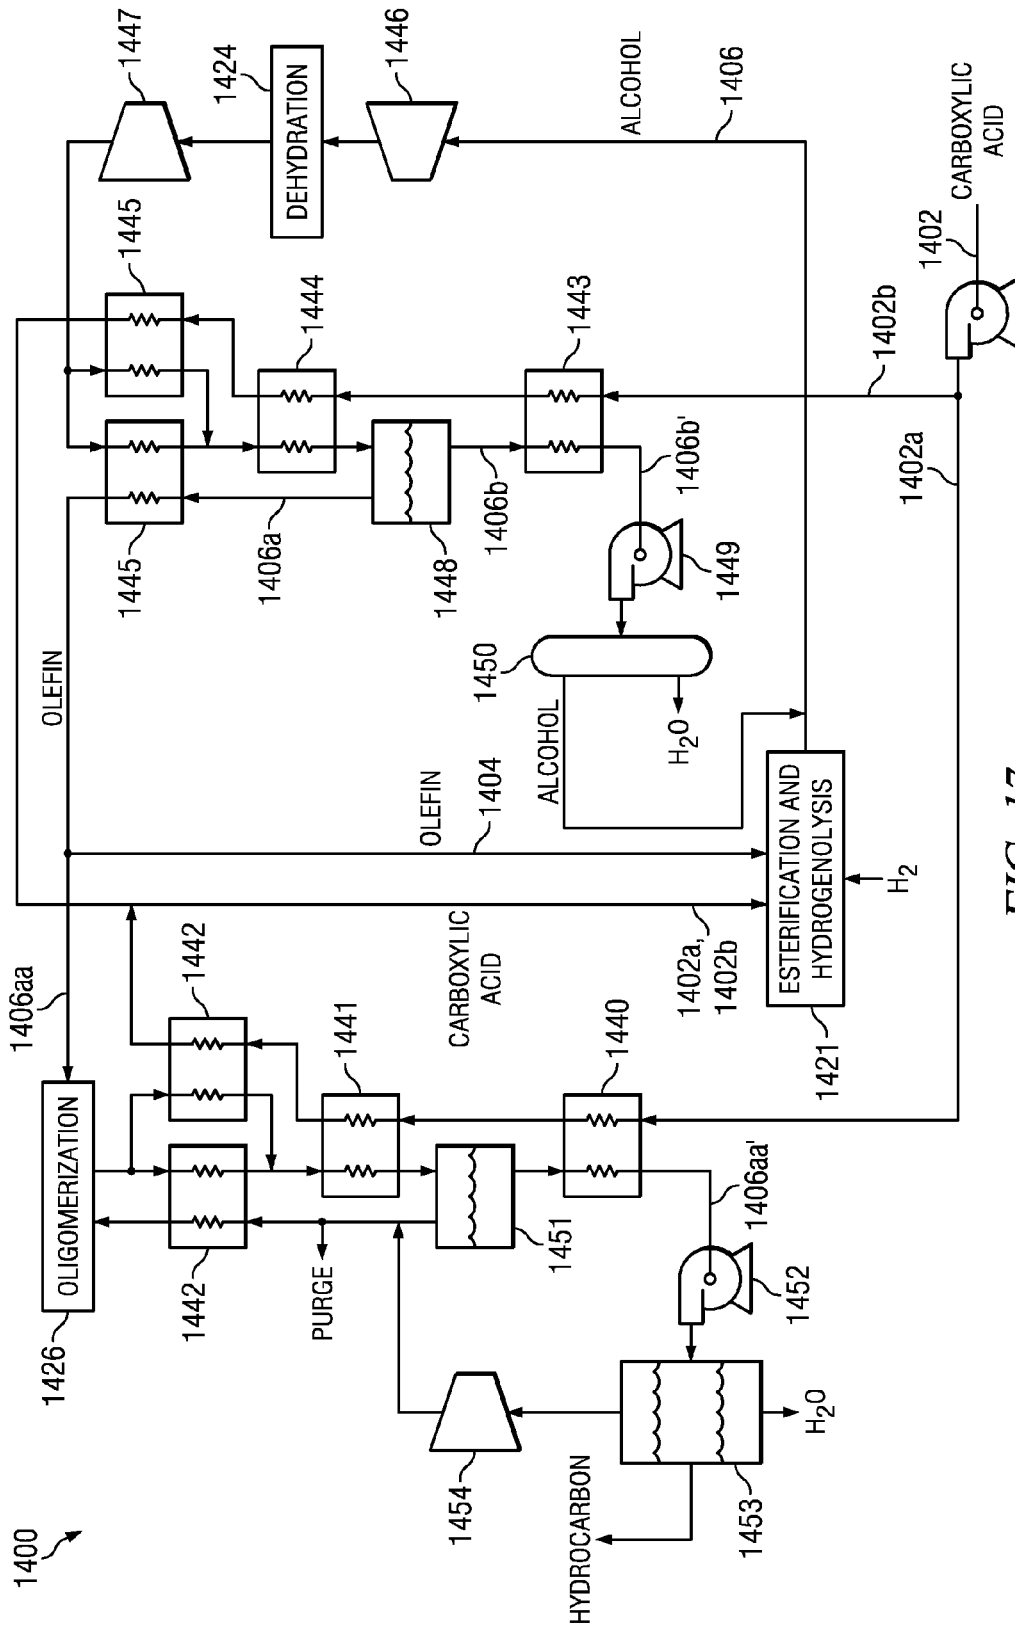 1400
1426
OLIGOMERIZATION
1406aa
OLEFIN
1445
1445
1447
1442
1442
PURGE
1441
1451
1440
1406aa'
1452
1454
HYDROCARBON
1453
H2O
CARBOXYLIC
ACID
1402a,
1402b
OLEFIN
1404
1421
ESTERIFICATION AND
HYDROGENOLYSIS
H2
1406a
1448
1406b
1444
1443
1406b'
1449
1450
ALCOHOL
H2O
1424
DEHYDRATION
1446
ALCOHOL
1406
1402a
1402b
1402
CARBOXYLIC
ACID